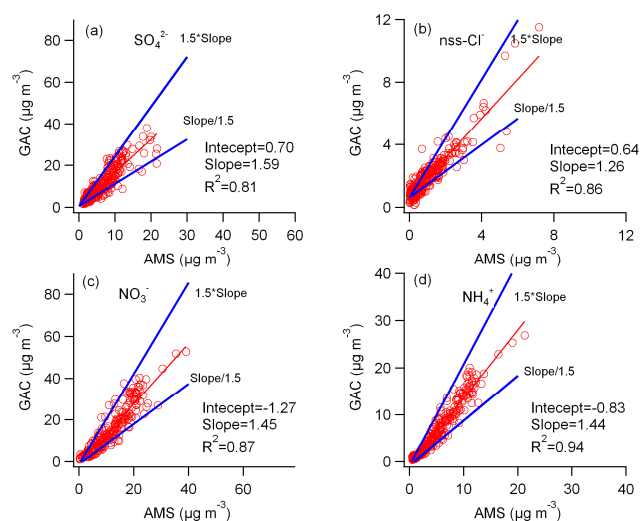 (a)
SO₄²⁻
1.5*Slope
Slope/1.5
Intecept=0.70
Slope=1.59
R²=0.81
GAC (µg m⁻³)
80
60
40
20
0
0 10 20 30 40 50 60
AMS (µg m⁻³)
(b)
nss-Cl⁻
1.5*Slope
Slope/1.5
Intecept=0.64
Slope=1.26
R²=0.86
GAC (µg m⁻³)
12
8
4
0
0 4 8 12
AMS (µg m⁻³)
(c)
NO₃⁻
1.5*Slope
Slope/1.5
Intecept=-1.27
Slope=1.45
R²=0.87
GAC (µg m⁻³)
80
60
40
20
0
0 20 40 60
AMS (µg m⁻³)
(d)
NH₄⁺
1.5*Slope
Slope/1.5
Intecept=-0.83
Slope=1.44
R²=0.94
GAC (µg m⁻³)
40
30
20
10
0
0 10 20 30 40
AMS (µg m⁻³)